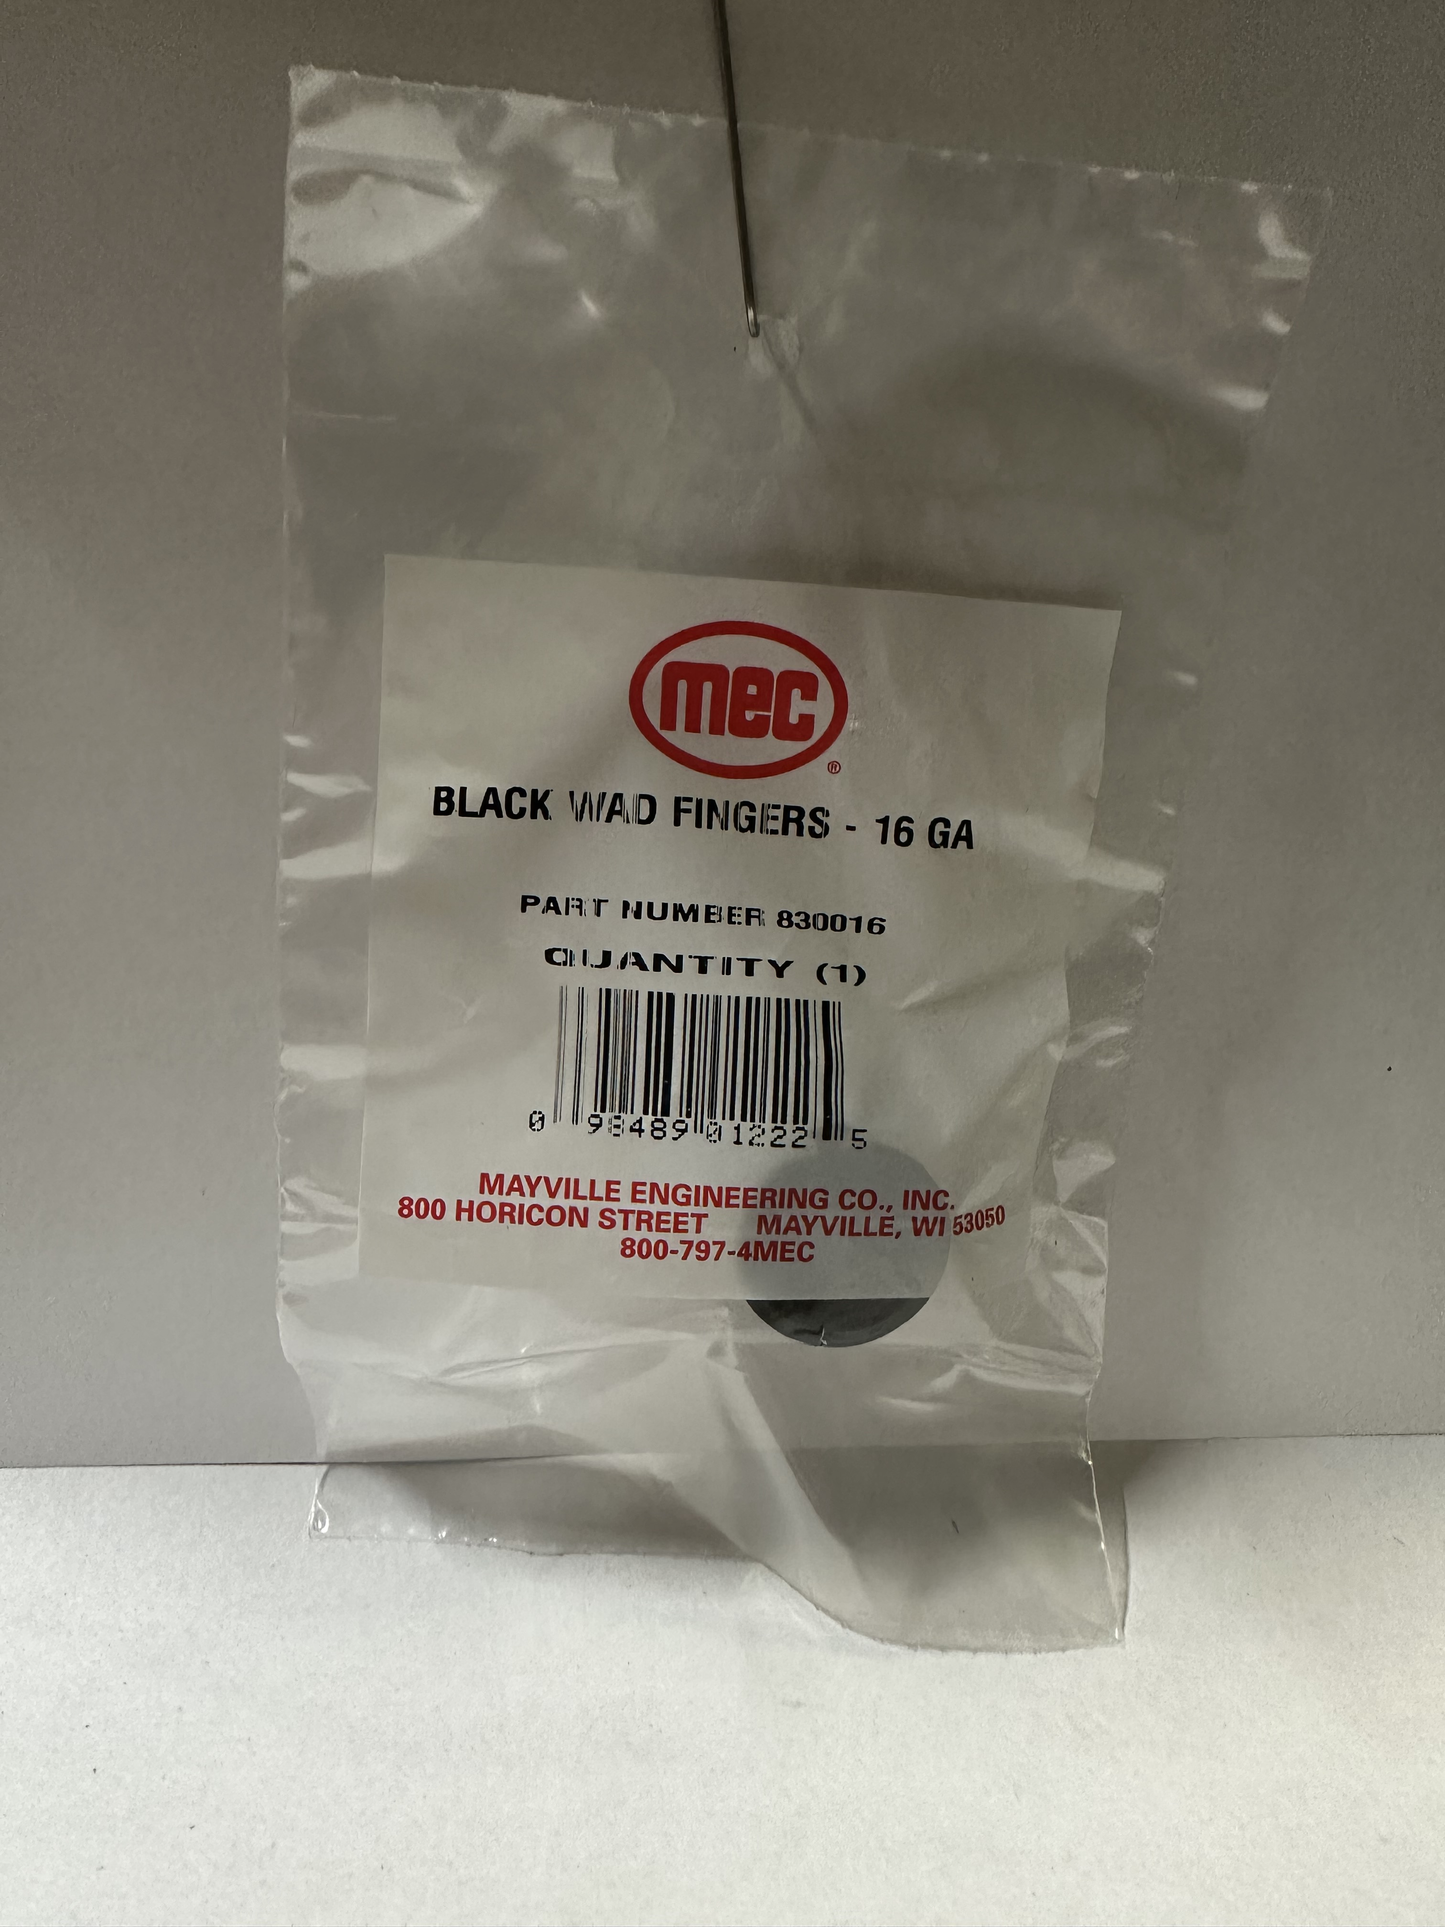 mec®
BLACK WAD FINGERS - 16 GA
PART NUMBER 830016
QUANTITY (1)
0 98489 01222 5
MAYVILLE ENGINEERING CO., INC.
800 HORICON STREET MAYVILLE, WI 53050
800-797-4MEC